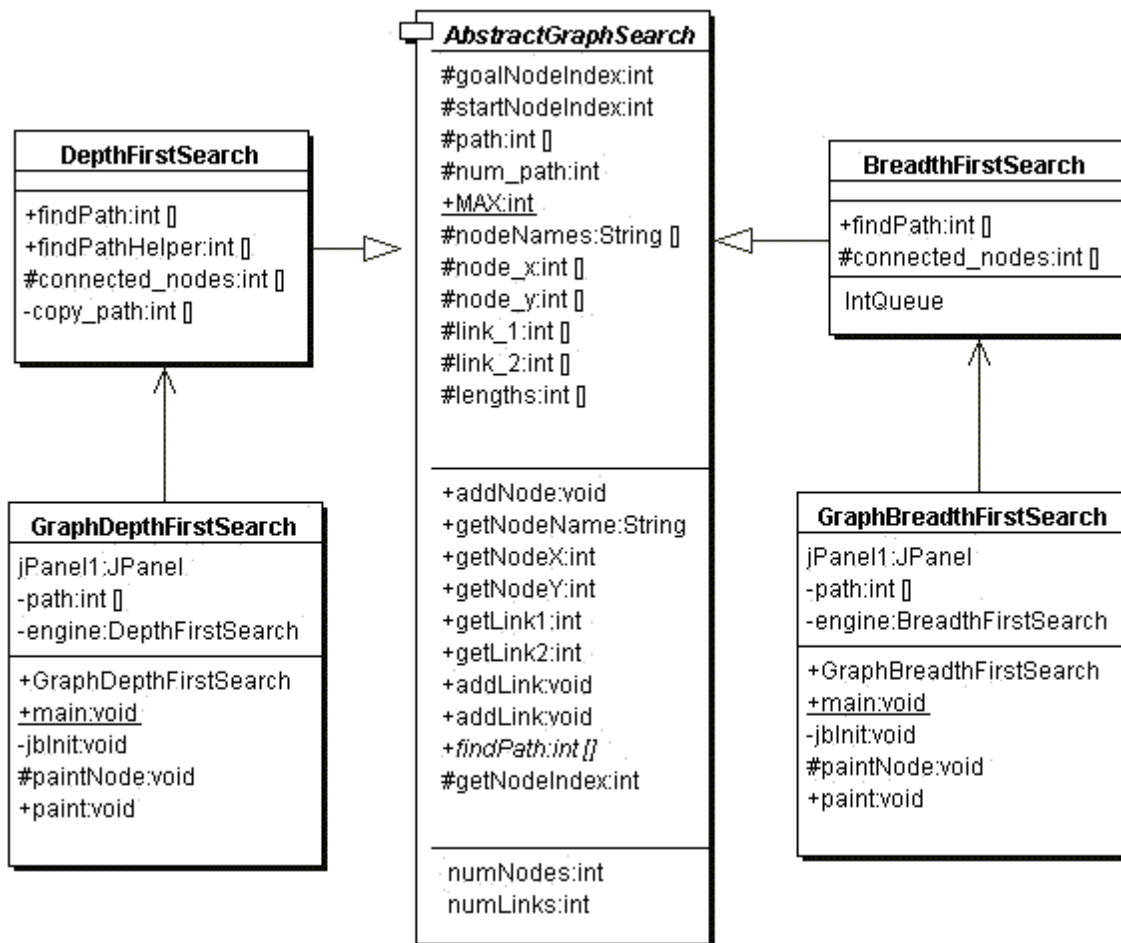 AbstractGraphSearch
#goalNodeIndex:int
#startNodeIndex:int
#path:int []
#num_path:int
+MAX:int
#nodeNames:String []
#node_x:int []
#node_y:int []
#link_1:int []
#link_2:int []
#lengths:int []
+addNode:void
+getNodeName:String
+getNodeX:int
+getNodeY:int
+getLink1:int
+getLink2:int
+addLink:void
+addLink:void
+findPath:int []
#getNodeIndex:int
numNodes:int
numLinks:int
DepthFirstSearch
+findPath:int []
+findPathHelper:int []
#connected_nodes:int []
-copy_path:int []
BreadthFirstSearch
+findPath:int []
#connected_nodes:int []
IntQueue
GraphDepthFirstSearch
jPanel1:JPanel
-path:int []
-engine:DepthFirstSearch
+GraphDepthFirstSearch
+main:void
-jbInit:void
#paintNode:void
+paint:void
GraphBreadthFirstSearch
jPanel1:JPanel
-path:int []
-engine:BreadthFirstSearch
+GraphBreadthFirstSearch
+main:void
-jbInit:void
#paintNode:void
+paint:void